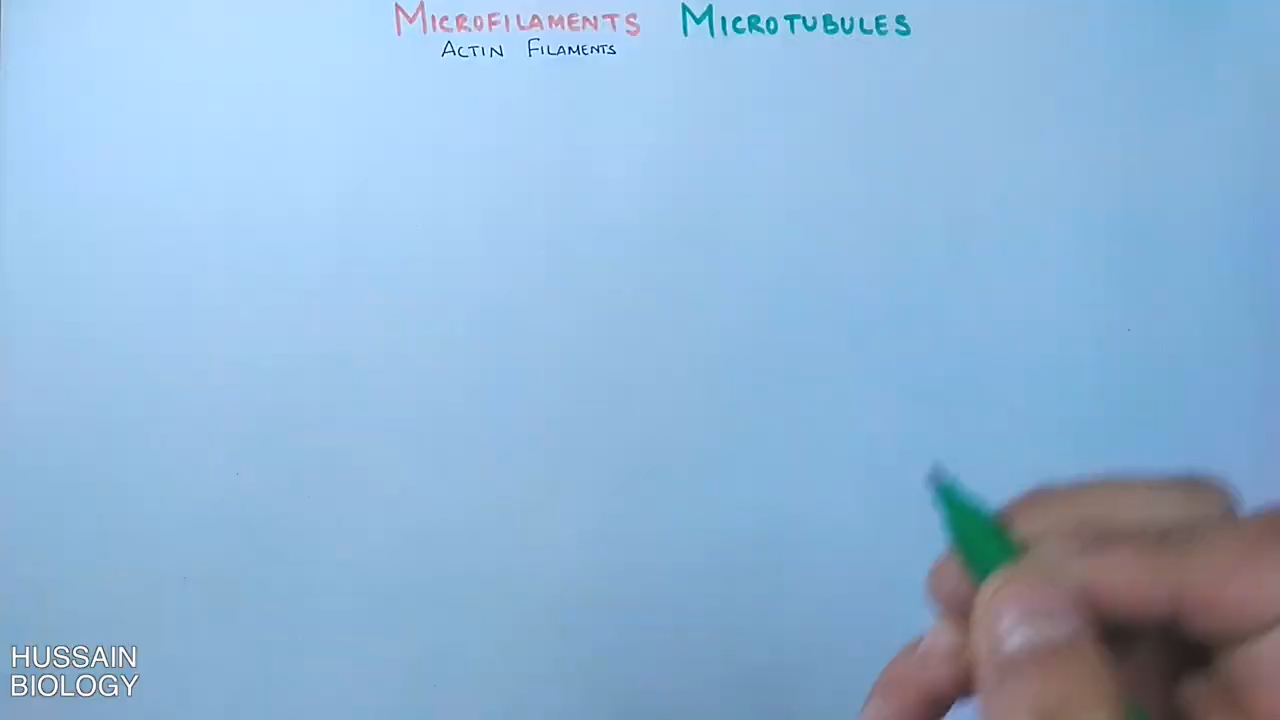 MICROFILAMENTS MICROTUBULES
ACTIN FILAMENTS
HUSSAIN
BIOLOGY